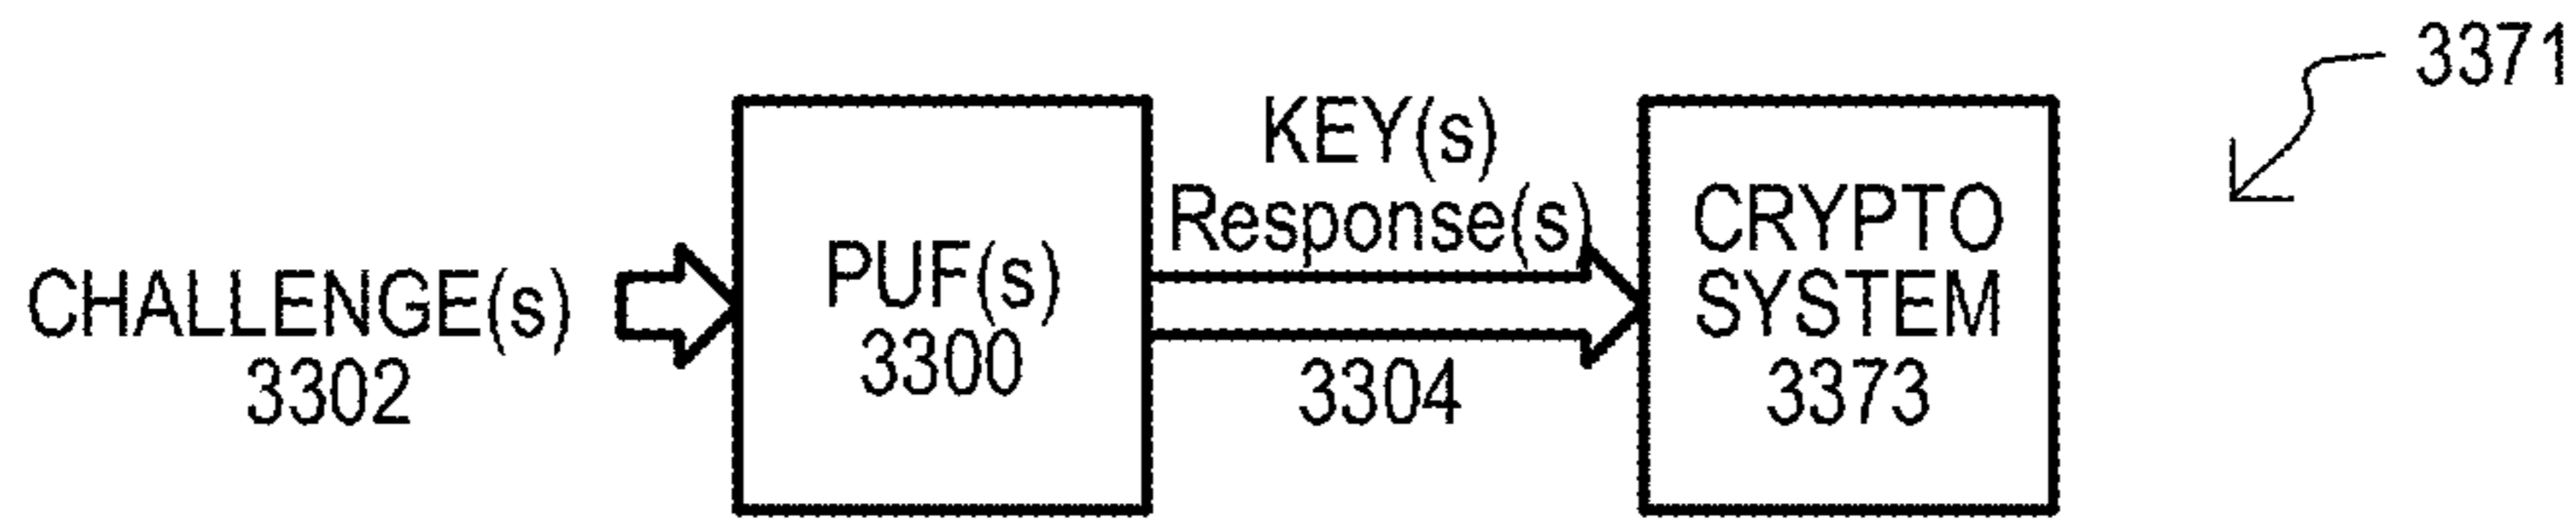 3371
CHALLENGE(s)
3302
PUF(s)
3300
KEY(s)
Response(s)
3304
CRYPTO
SYSTEM
3373